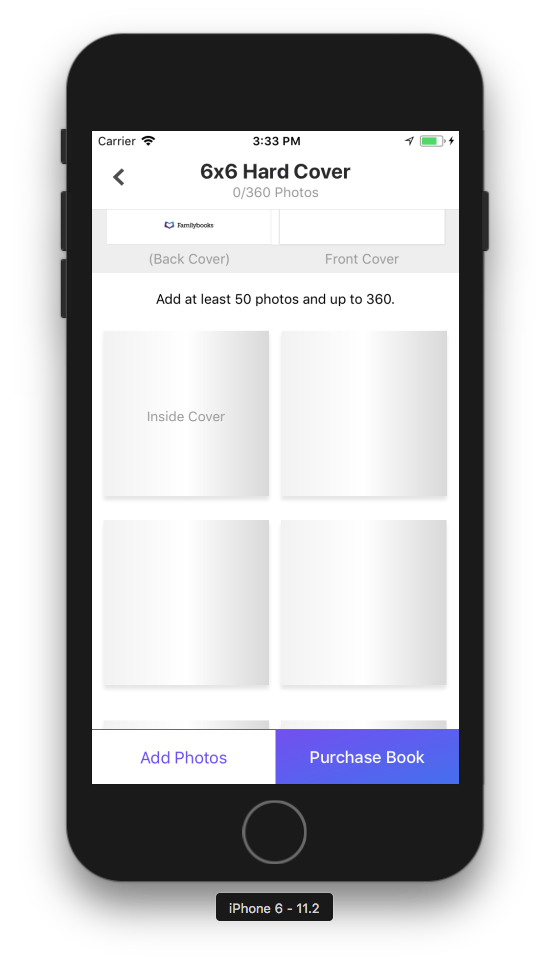 Carrier 3:33 PM
6x6 Hard Cover
0/360 Photos
Familybooks
(Back Cover) Front Cover
Add at least 50 photos and up to 360.
Inside Cover
Add Photos Purchase Book
iPhone 6 - 11.2